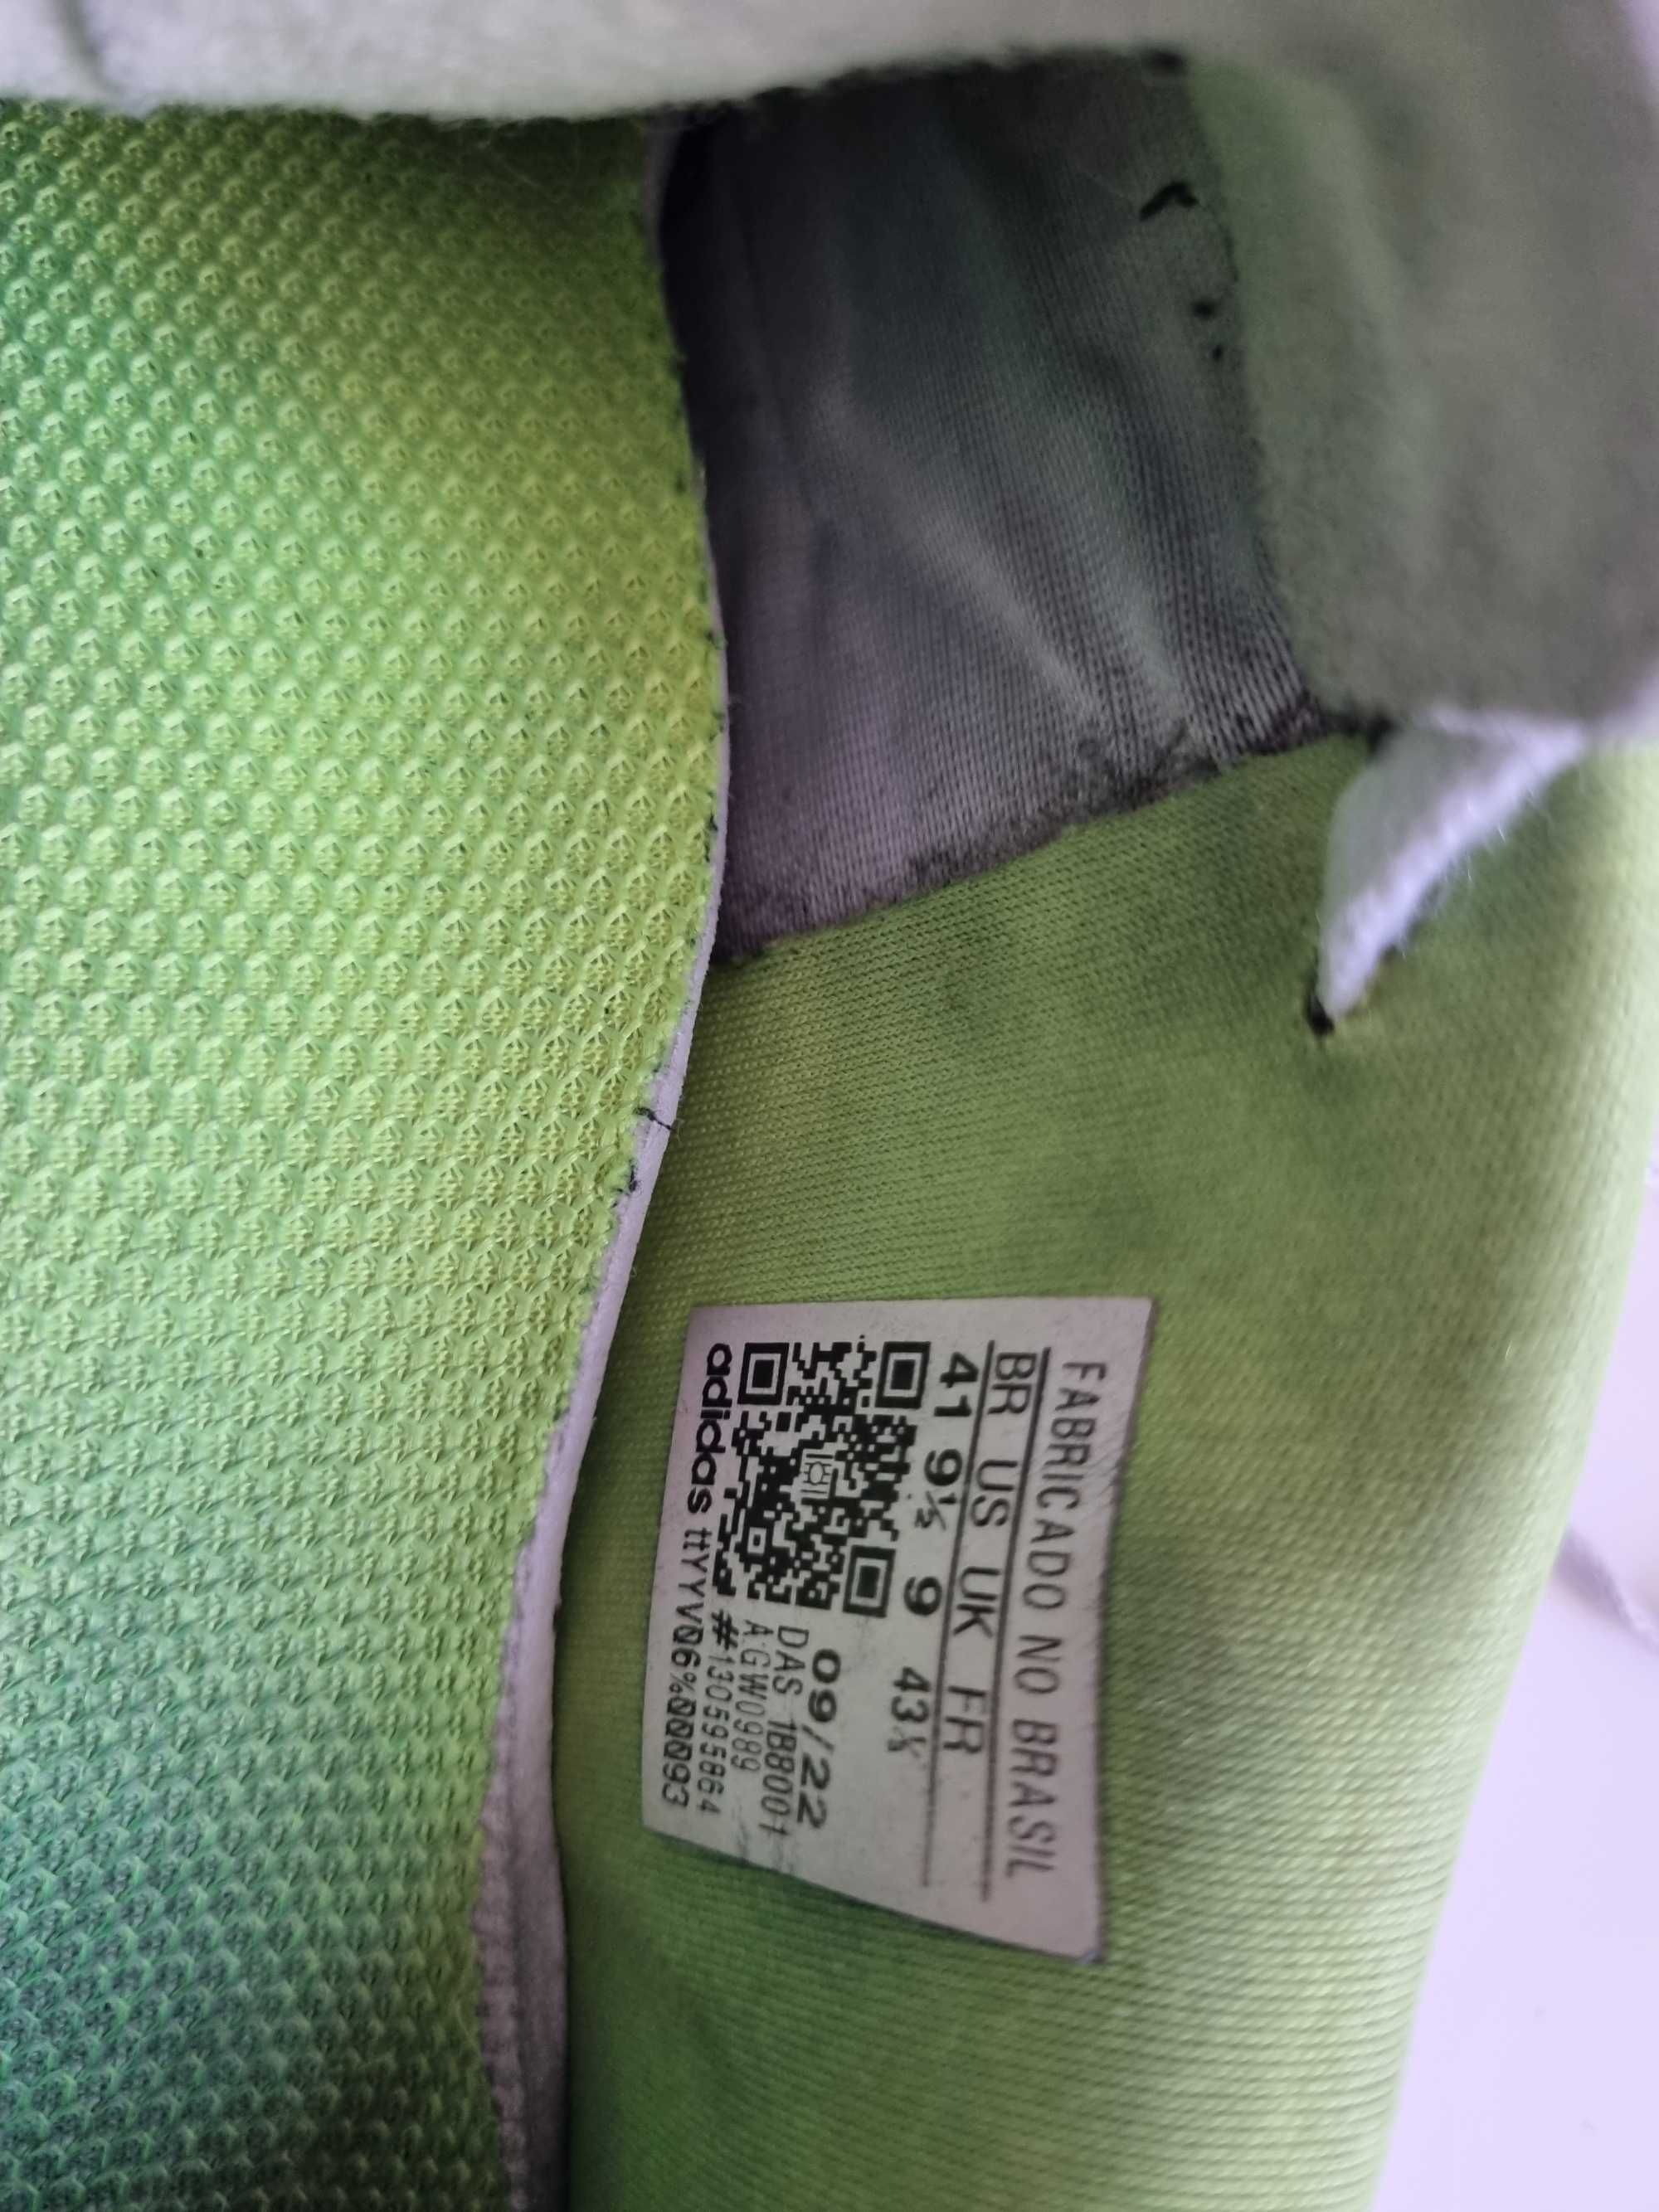 FABRICADO NO BRASIL
BR US UK FR
41 9½ 9 43⅓
09/22
DAS 1B8001
A GW0989
#130595864
adidas ttYYV06%00093